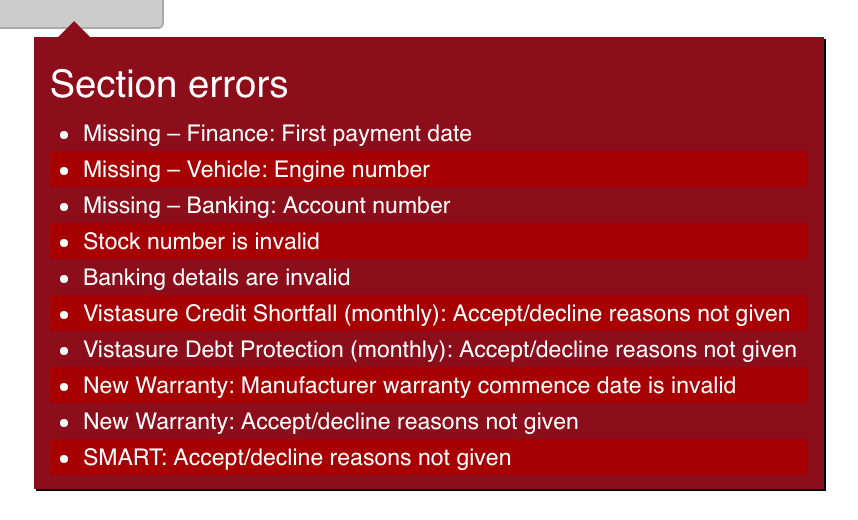 Section errors
• Missing – Finance: First payment date
• Missing – Vehicle: Engine number
• Missing – Banking: Account number
• Stock number is invalid
• Banking details are invalid
• Vistasure Credit Shortfall (monthly): Accept/decline reasons not given
• Vistasure Debt Protection (monthly): Accept/decline reasons not given
• New Warranty: Manufacturer warranty commence date is invalid
• New Warranty: Accept/decline reasons not given
• SMART: Accept/decline reasons not given